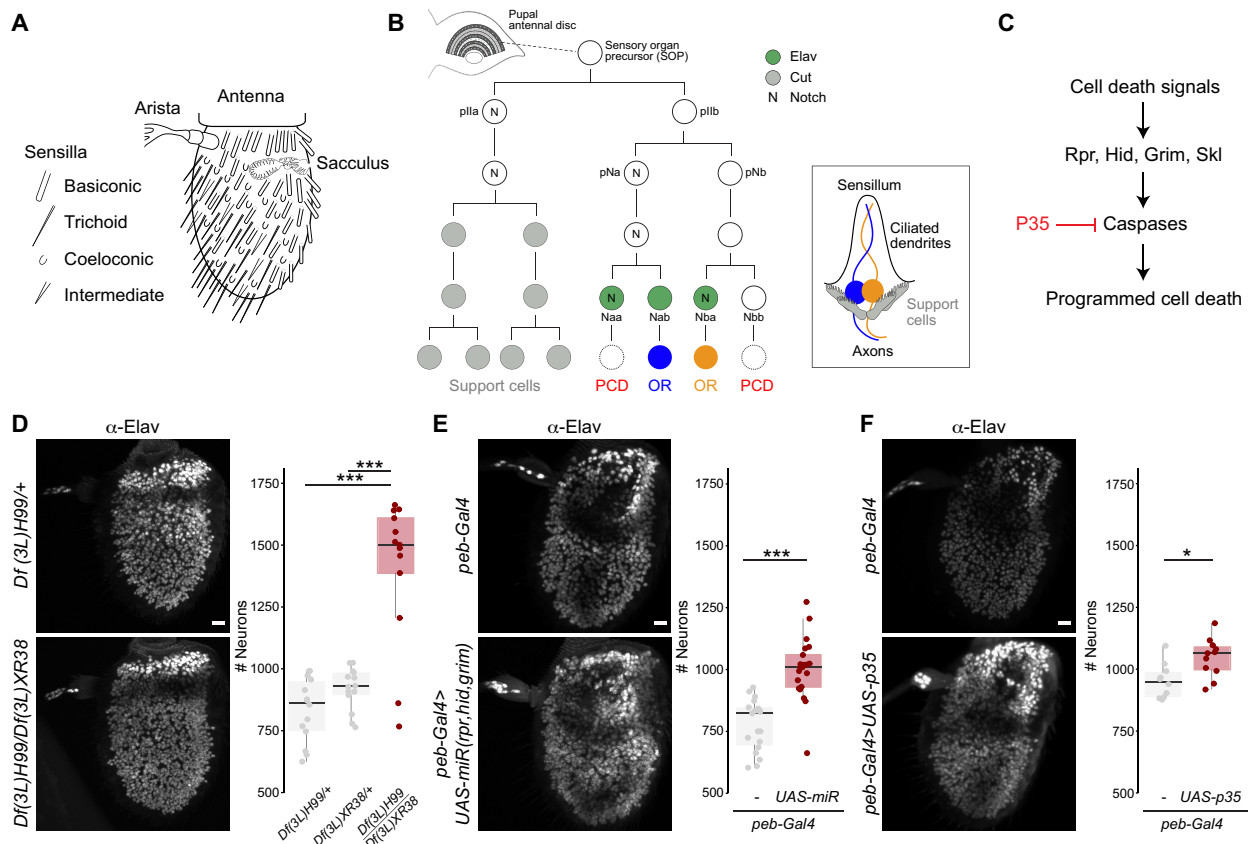 A
Antenna
Arista
Sensilla
Basiconic
Trichoid
Coeloconic
Intermediate
Sacculus
B
Pupal
antennal disc
Sensory organ
precursor (SOP)
Elav
Cut
N Notch
pIIa
N
pIIb
N
pNa
N
pNb
N
N
N
Naa
Nab
Nba
Nbb
Support cells
PCD
OR
OR
PCD
Sensillum
Ciliated
dendrites
Support
cells
Axons
C
Cell death signals
Rpr, Hid, Grim, Skl
P35
Caspases
Programmed cell death
D
α-Elav
Df (3L)H99/+
Df(3L)H99/Df(3L)XR38
# Neurons
1750
1500
1250
1000
750
500
***
***
Df(3L)H99/+
Df(3L)XR38/+
Df(3L)H99
Df(3L)XR38
E
α-Elav
peb-Gal4
peb-Gal4>
UAS-miR(rpr,hid,grim)
# Neurons
1750
1500
1250
1000
750
500
***
- UAS-miR
peb-Gal4
F
α-Elav
peb-Gal4
peb-Gal4>UAS-p35
# Neurons
1750
1500
1250
1000
750
500
*
- UAS-p35
peb-Gal4